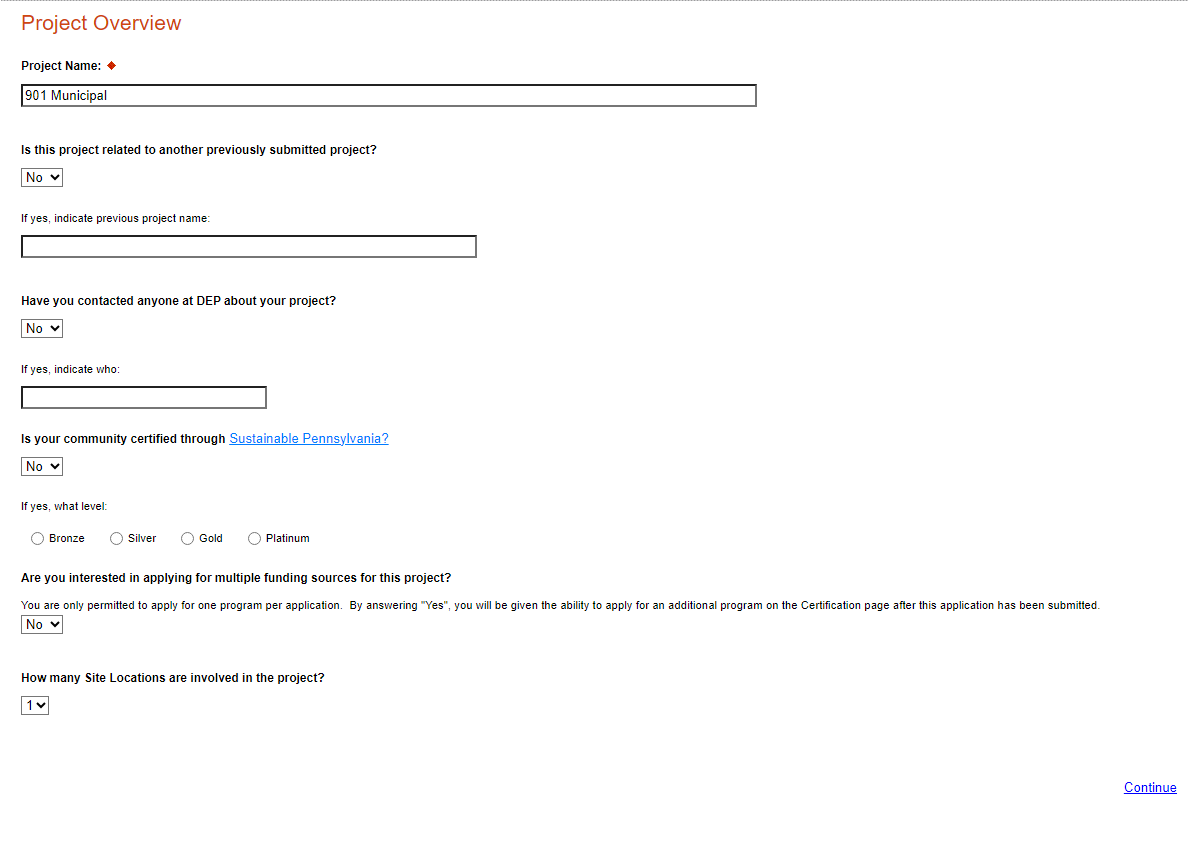 Project Overview
Project Name:
901 Municipal
Is this project related to another previously submitted project?
No
If yes, indicate previous project name:
Have you contacted anyone at DEP about your project?
No
If yes, indicate who:
Is your community certified through Sustainable Pennsylvania?
No
If yes, what level:
Bronze Silver Gold Platinum
Are you interested in applying for multiple funding sources for this project?
You are only permitted to apply for one program per application. By answering "Yes", you will be given the ability to apply for an additional program on the Certification page after this application has been submitted.
No
How many Site Locations are involved in the project?
1
Continue